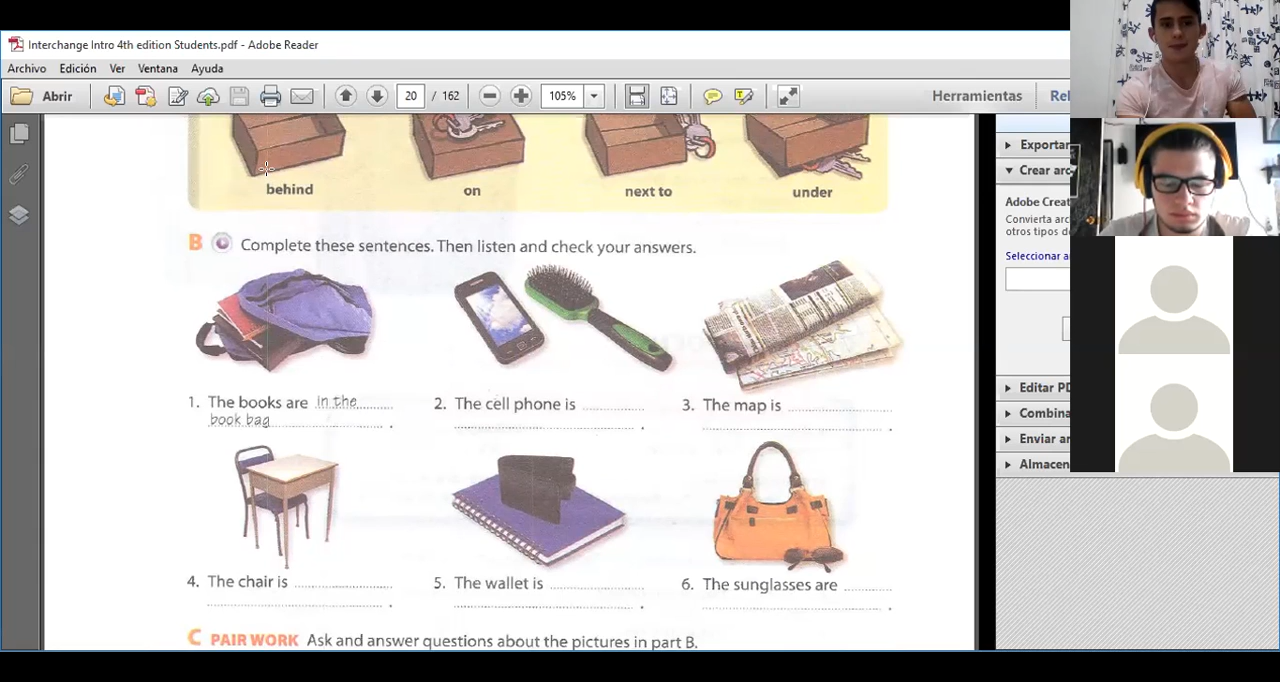 Interchange Intro 4th edition Students.pdf - Adobe Reader
Archivo Edición Ver Ventana Ayuda
Abrir 20 / 162 105% Herramientas
behind on next to under
B Complete these sentences. Then listen and check your answers.
1. The books are in the
book bag .
2. The cell phone is
.
3. The map is
.
4. The chair is
.
5. The wallet is
.
6. The sunglasses are
.
C PAIR WORK Ask and answer questions about the pictures in part B.
Exportar
Crear arc
Adobe Creat
Convierta arc
otros tipos de
Seleccionar a
Editar PD
Combina
Enviar ar
Almacen